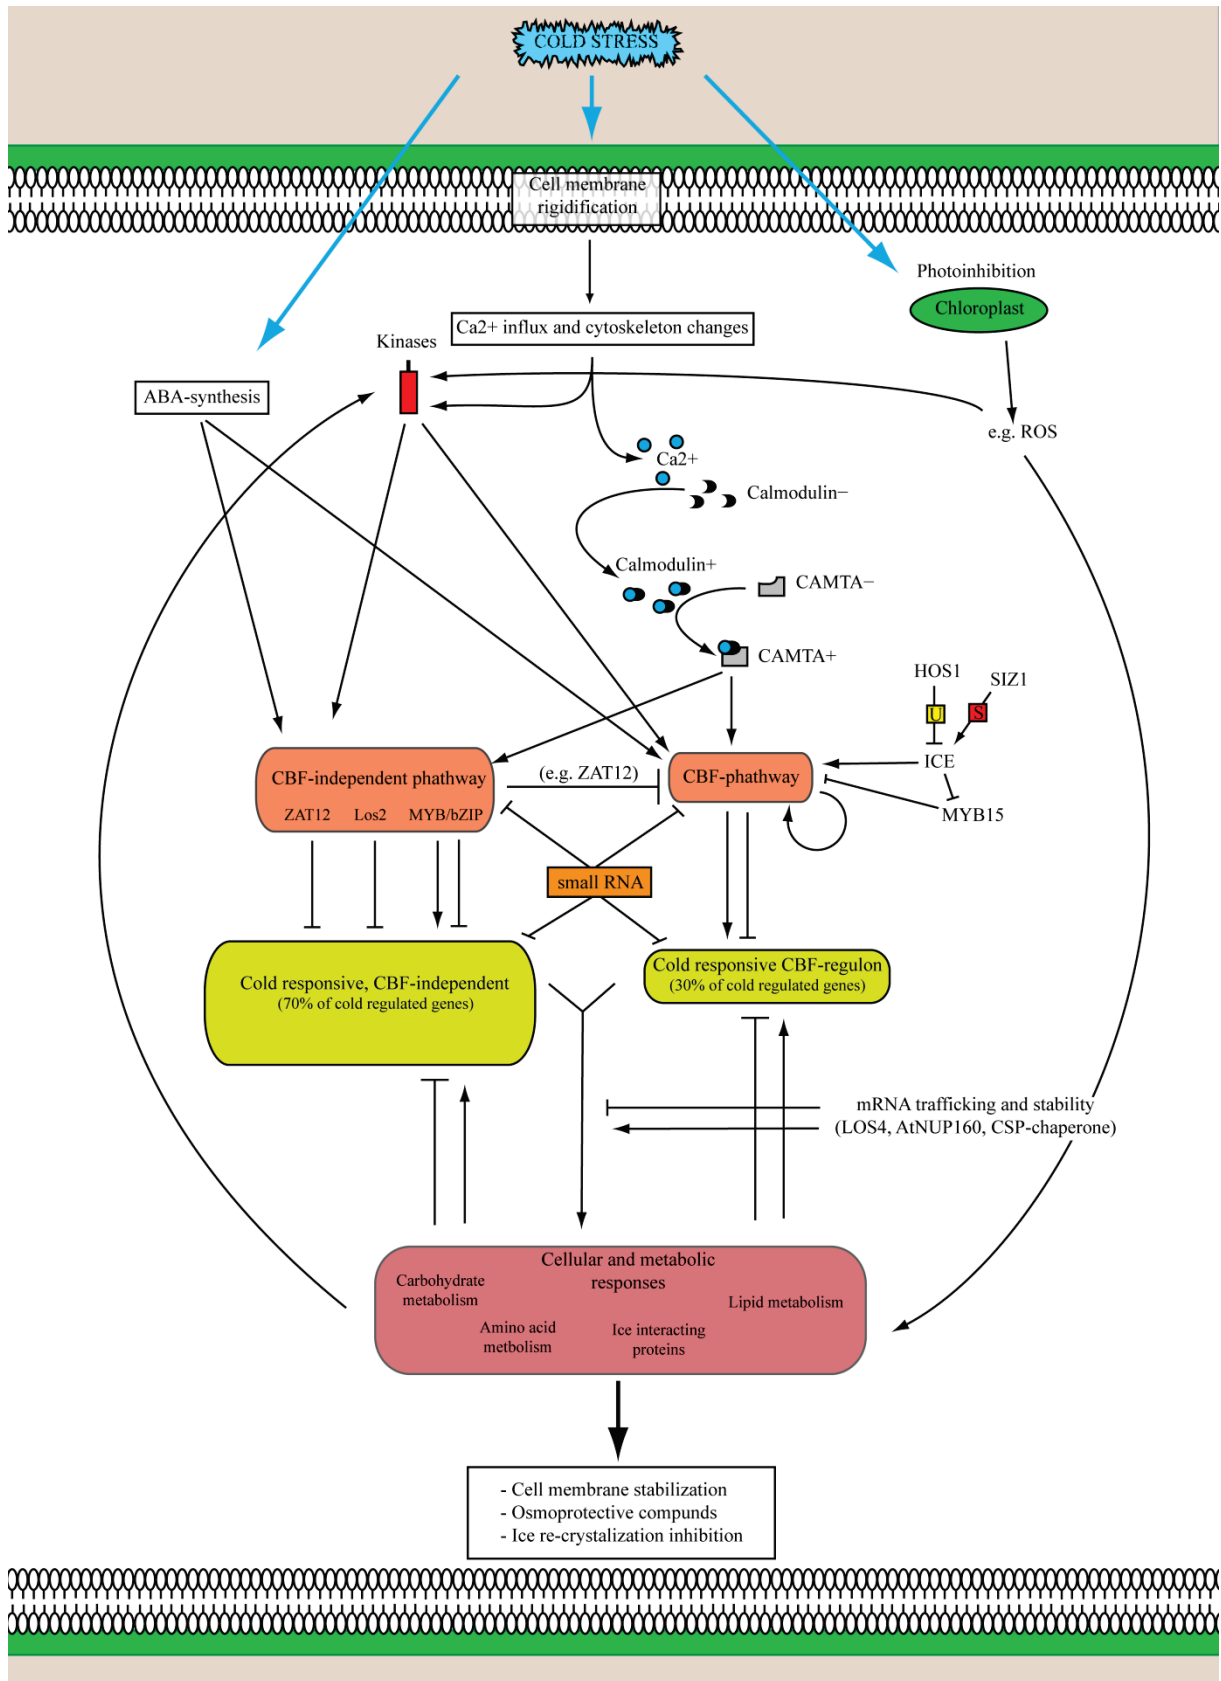 COLD STRESS
Cell membrane
rigidification
Photoinhibition
Chloroplast
Ca2+ influx and cytoskeleton changes
Kinases
ABA-synthesis
e.g. ROS
Ca2+
Calmodulin−
Calmodulin+
CAMTA−
CAMTA+
HOS1
SIZ1
U
S
ICE
MYB15
CBF-independent phathway
ZAT12 Los2 MYB/bZIP
(e.g. ZAT12)
CBF-phathway
small RNA
Cold responsive, CBF-independent
(70% of cold regulated genes)
Cold responsive CBF-regulon
(30% of cold regulated genes)
mRNA trafficking and stability
(LOS4, AtNUP160, CSP-chaperone)
Cellular and metabolic
responses
Carbohydrate
metabolism
Lipid metabolism
Amino acid
metbolism
Ice interacting
proteins
- Cell membrane stabilization
- Osmoprotective compunds
- Ice re-crystalization inhibition